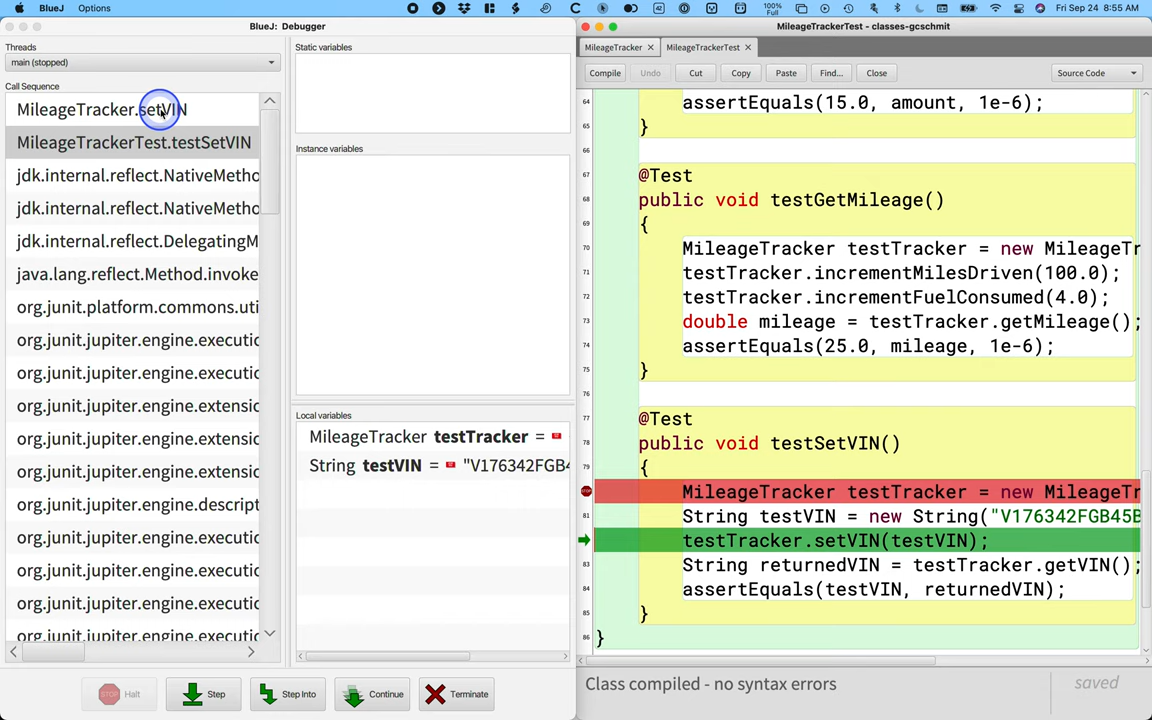 BlueJ Options
100% Full
Fri Sep 24 8:55 AM
BlueJ: Debugger
Threads
main (stopped)
Call Sequence
MileageTracker.setVIN
MileageTrackerTest.testSetVIN
jdk.internal.reflect.NativeMetho
jdk.internal.reflect.NativeMetho
jdk.internal.reflect.DelegatingM
java.lang.reflect.Method.invoke
org.junit.platform.commons.uti
org.junit.jupiter.engine.executio
org.junit.jupiter.engine.executio
org.junit.jupiter.engine.extensio
org.junit.jupiter.engine.extensio
org.junit.jupiter.engine.extensio
org.junit.jupiter.engine.descript
org.junit.jupiter.engine.executio
org.junit.jupiter.engine.executio
org.junit.jupiter.engine.executio
org.junit.jupiter.engine.executio
Static variables
Instance variables
Local variables
MileageTracker testTracker =
String testVIN = "V176342FGB4
Halt
Step
Step Into
Continue
Terminate
MileageTrackerTest - classes-gcschmit
MileageTracker
MileageTrackerTest
Compile Undo Cut Copy Paste Find... Close Source Code
64 assertEquals(15.0, amount, 1e-6);
65 }
66
67 @Test
68 public void testGetMileage()
69 {
70 MileageTracker testTracker = new MileageTr
71 testTracker.incrementMilesDriven(100.0);
72 testTracker.incrementFuelConsumed(4.0);
73 double mileage = testTracker.getMileage();
74 assertEquals(25.0, mileage, 1e-6);
75 }
76
77 @Test
78 public void testSetVIN()
79 {
MileageTracker testTracker = new MileageTr
81 String testVIN = new String("V176342FGB45B
testTracker.setVIN(testVIN);
83 String returnedVIN = testTracker.getVIN();
84 assertEquals(testVIN, returnedVIN);
85 }
86 }
Class compiled - no syntax errors
saved